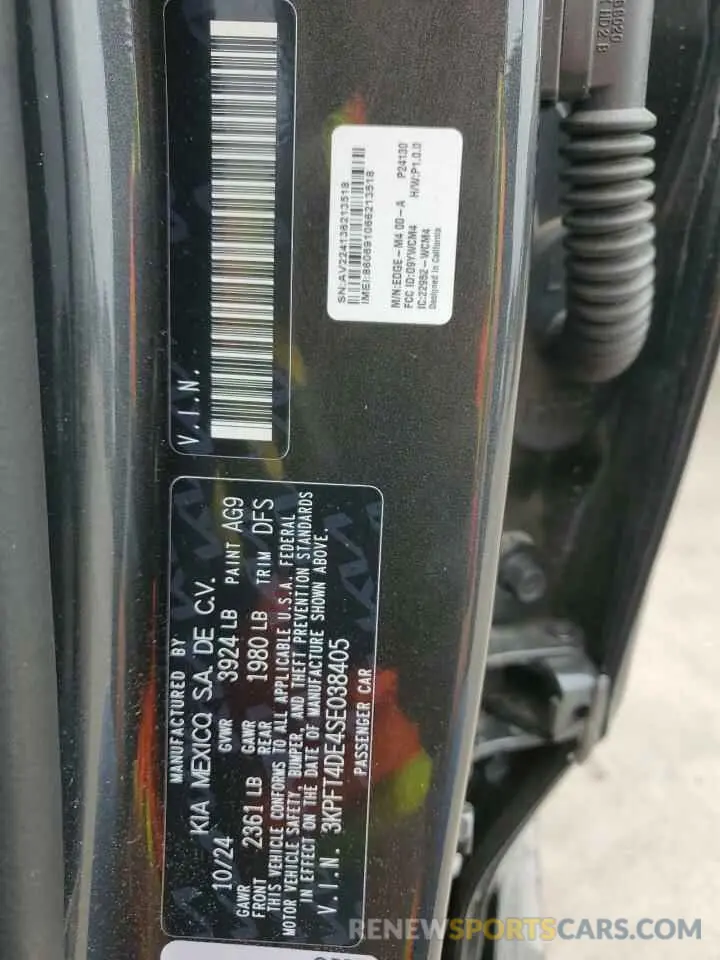 MANUFACTURED BY
KIA MEXICO, S.A. DE C.V.
10/24 GVWR 3924 LB PAINT AG9
GAWR FRONT 2361 LB GAWR REAR 1980 LB TRIM DFS
THIS VEHICLE CONFORMS TO ALL APPLICABLE U.S.A. FEDERAL
MOTOR VEHICLE SAFETY, BUMPER, AND THEFT PREVENTION STANDARDS
IN EFFECT ON THE DATE OF MANUFACTURE SHOWN ABOVE.
V.I.N. 3KPFT4DE4SE038405
PASSENGER CAR
V.I.N.
SN:AV224136213518
IMEI:860691066213518
M/N:EDGE-M4 00-A P24130
FCC ID:O9YWCM4 H/W:P1.0.0
IC:22952-WCM4
Designed in California
RENEWSPORTSCARS.COM